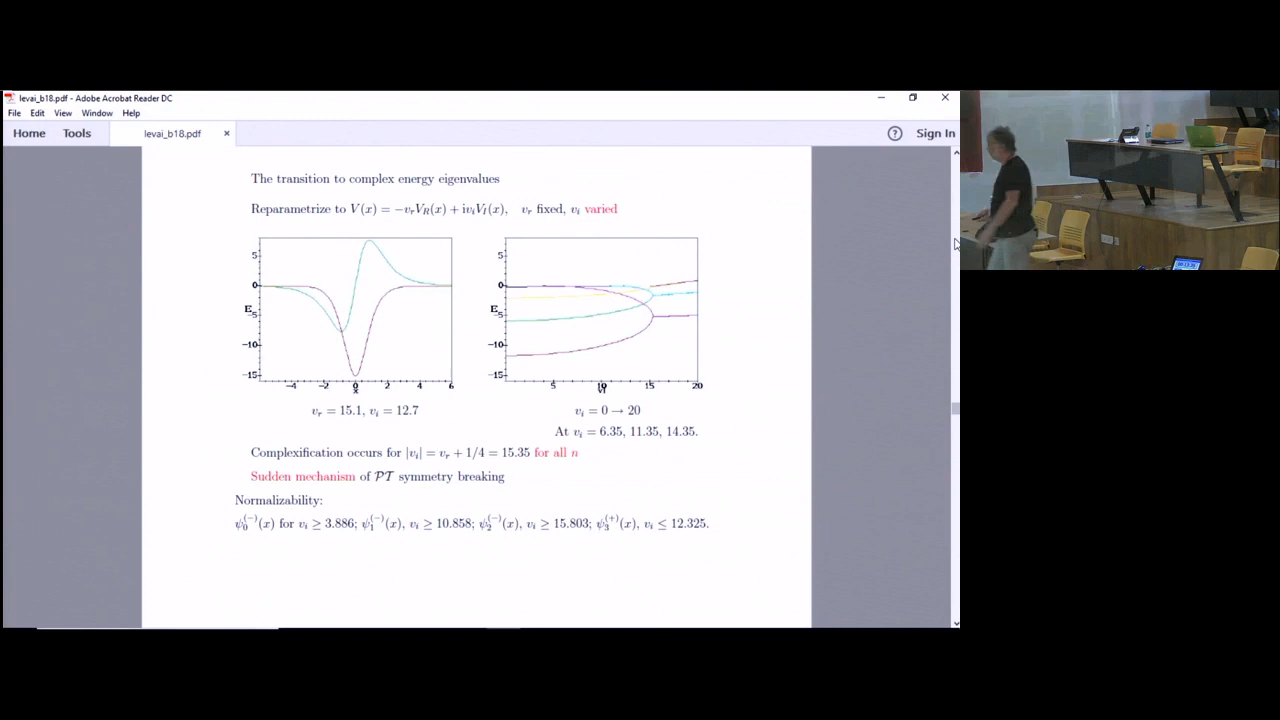 levai_b18.pdf - Adobe Acrobat Reader DC
File Edit View Window Help
Home Tools levai_b18.pdf × ? Sign In
The transition to complex energy eigenvalues
Reparametrize to V(x) = −v_r V_R(x) + iv_i V_I(x), v_r fixed, v_i varied
5 0 E −5 −10 −15
−4 −2 0 2 4 6
x
5 0 E −5 −10 −15
5 10 15 20
v_r = 15.1, v_i = 12.7
v_i = 0 → 20
At v_i = 6.35, 11.35, 14.35.
Complexification occurs for |v_i| = v_r + 1/4 = 15.35 for all n
Sudden mechanism of 𝒫𝒯 symmetry breaking
Normalizability:
ψ_0^(−)(x) for v_i ≥ 3.886; ψ_1^(−)(x), v_i ≥ 10.858; ψ_2^(−)(x), v_i ≥ 15.803; ψ_3^(+)(x), v_i ≤ 12.325.